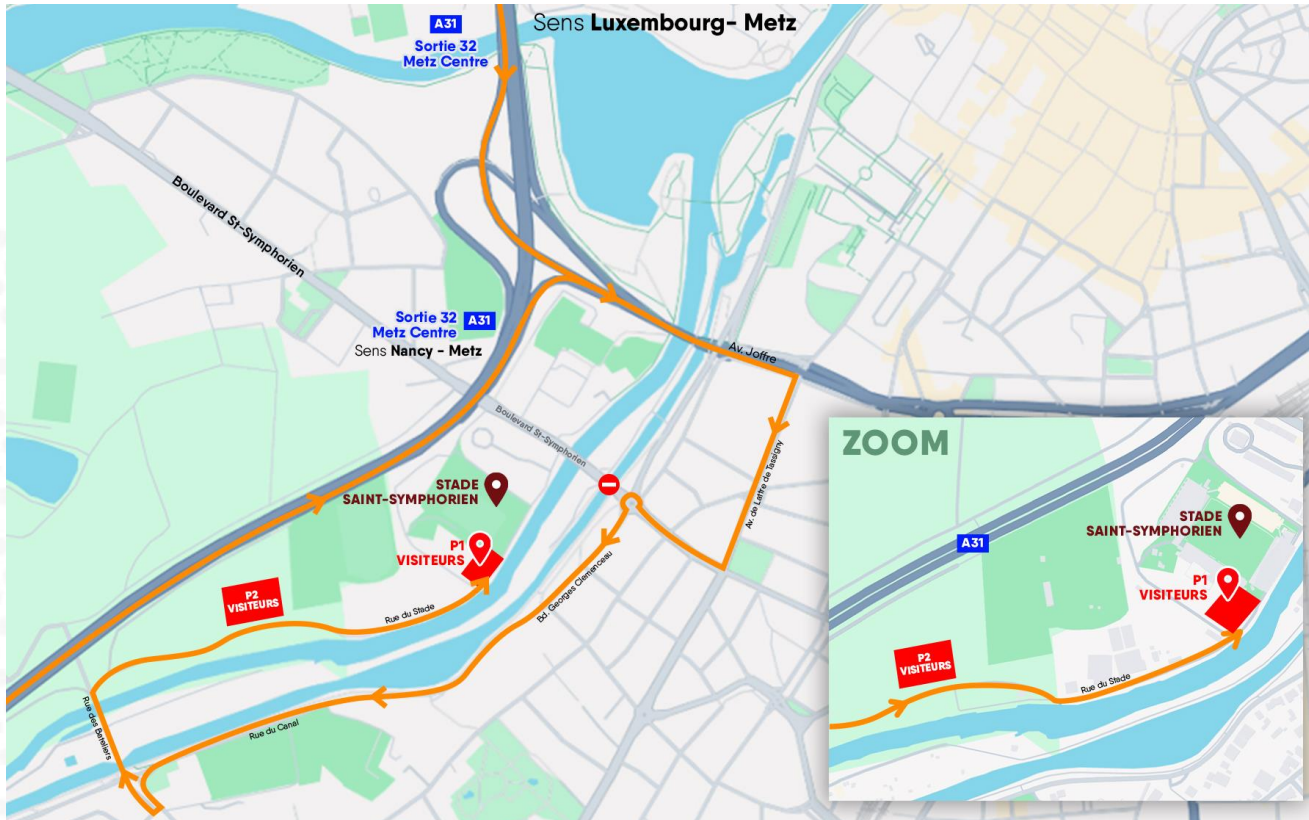 Sens Luxembourg- Metz
A31
Sortie 32
Metz Centre
Boulevard St-Symphorien
Sortie 32
Metz Centre
A31
Sens Nancy - Metz
Av. Joffre
Boulevard St-Symphorien
Av. de Lattre de Tassigny
STADE
SAINT-SYMPHORIEN
P1
VISITEURS
P2
VISITEURS
Rue du Stade
Bd. Georges Clemenceau
Rue des Bateliers
Rue du Canal
ZOOM
A31
STADE
SAINT-SYMPHORIEN
P1
VISITEURS
P2
VISITEURS
Rue du Stade